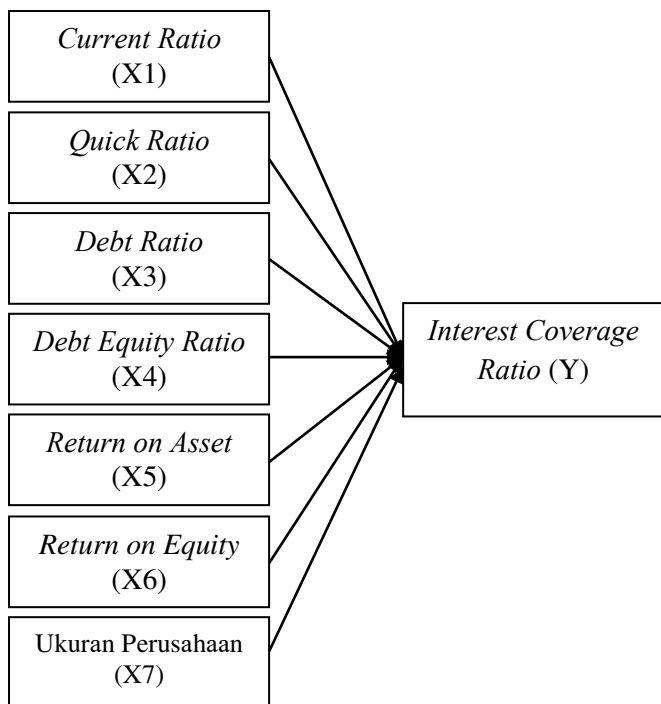 Current Ratio
(X1)
Quick Ratio
(X2)
Debt Ratio
(X3)
Debt Equity Ratio
(X4)
Return on Asset
(X5)
Return on Equity
(X6)
Ukuran Perusahaan
(X7)
Interest Coverage
Ratio (Y)